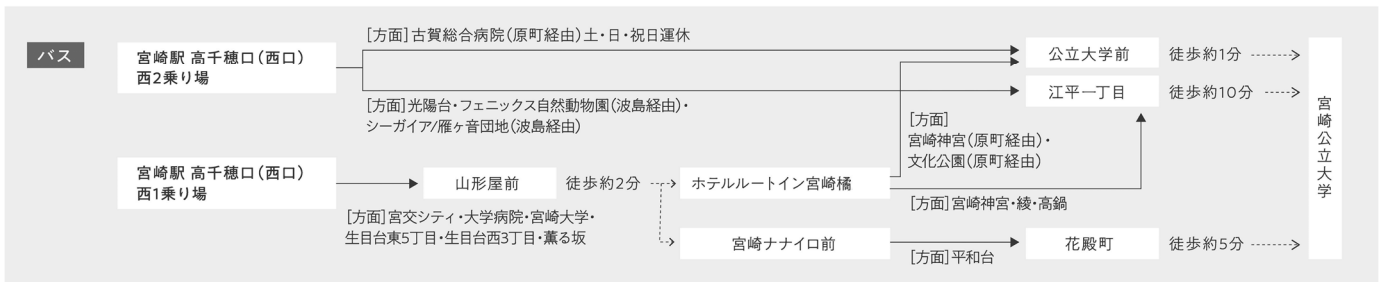 バス
宮崎駅 高千穂口(西口)
西2乗り場
[方面]古賀総合病院(原町経由)土・日・祝日運休
公立大学前
徒歩約1分
[方面]光陽台・フェニックス自然動物園(波島経由)・
シーガイア/雁ヶ音団地(波島経由)
江平一丁目
徒歩約10分
[方面]
宮崎神宮(原町経由)・
文化公園(原町経由)
宮崎駅 高千穂口(西口)
西1乗り場
山形屋前
徒歩約2分
ホテルルートイン宮崎橘
[方面]宮崎神宮・綾・高鍋
[方面]宮交シティ・大学病院・宮崎大学・
生目台東5丁目・生目台西3丁目・薫る坂
宮崎ナナイロ前
[方面]平和台
花殿町
徒歩約5分
宮崎公立大学